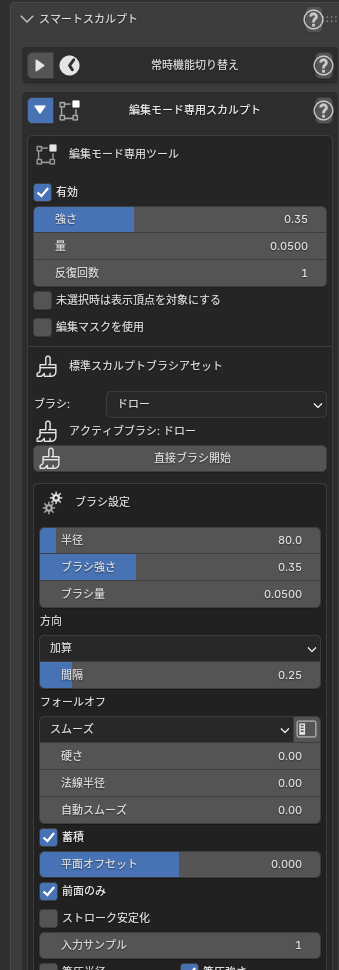 スマートスカルプト
常時機能切り替え
編集モード専用スカルプト
編集モード専用ツール
有効
強さ 0.35
量 0.0500
反復回数 1
未選択時は表示頂点を対象にする
編集マスクを使用
標準スカルプトブラシアセット
ブラシ: ドロー
アクティブブラシ: ドロー
直接ブラシ開始
ブラシ設定
半径 80.0
ブラシ強さ 0.35
ブラシ量 0.0500
方向
加算
間隔 0.25
フォールオフ
スムーズ
硬さ 0.00
法線半径 0.00
自動スムーズ 0.00
蓄積
平面オフセット 0.000
前面のみ
ストローク安定化
入力サンプル 1